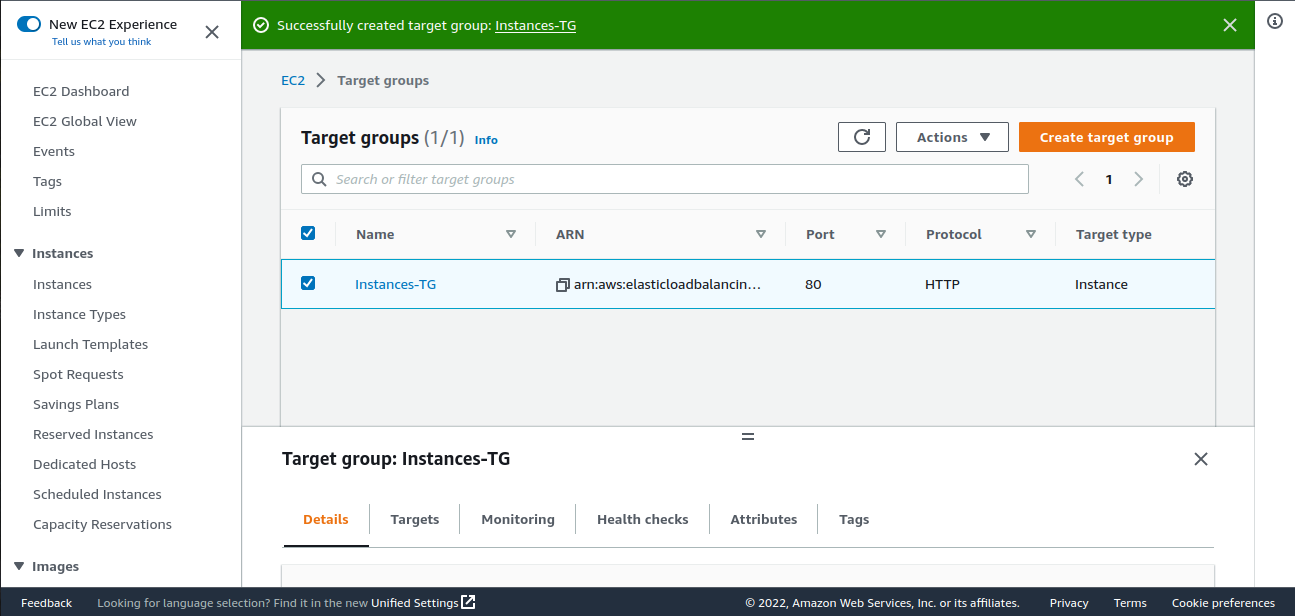 New EC2 Experience
Tell us what you think
EC2 Dashboard
EC2 Global View
Events
Tags
Limits
Instances
Instances
Instance Types
Launch Templates
Spot Requests
Savings Plans
Reserved Instances
Dedicated Hosts
Scheduled Instances
Capacity Reservations
Images
Successfully created target group: Instances-TG
EC2 Target groups
Target groups (1/1) Info
Actions
Create target group
Search or filter target groups
1
Name ARN Port Protocol Target type
Instances-TG arn:aws:elasticloadbalancin... 80 HTTP Instance
Target group: Instances-TG
Details Targets Monitoring Health checks Attributes Tags
Feedback Looking for language selection? Find it in the new Unified Settings © 2022, Amazon Web Services, Inc. or its affiliates. Privacy Terms Cookie preferences